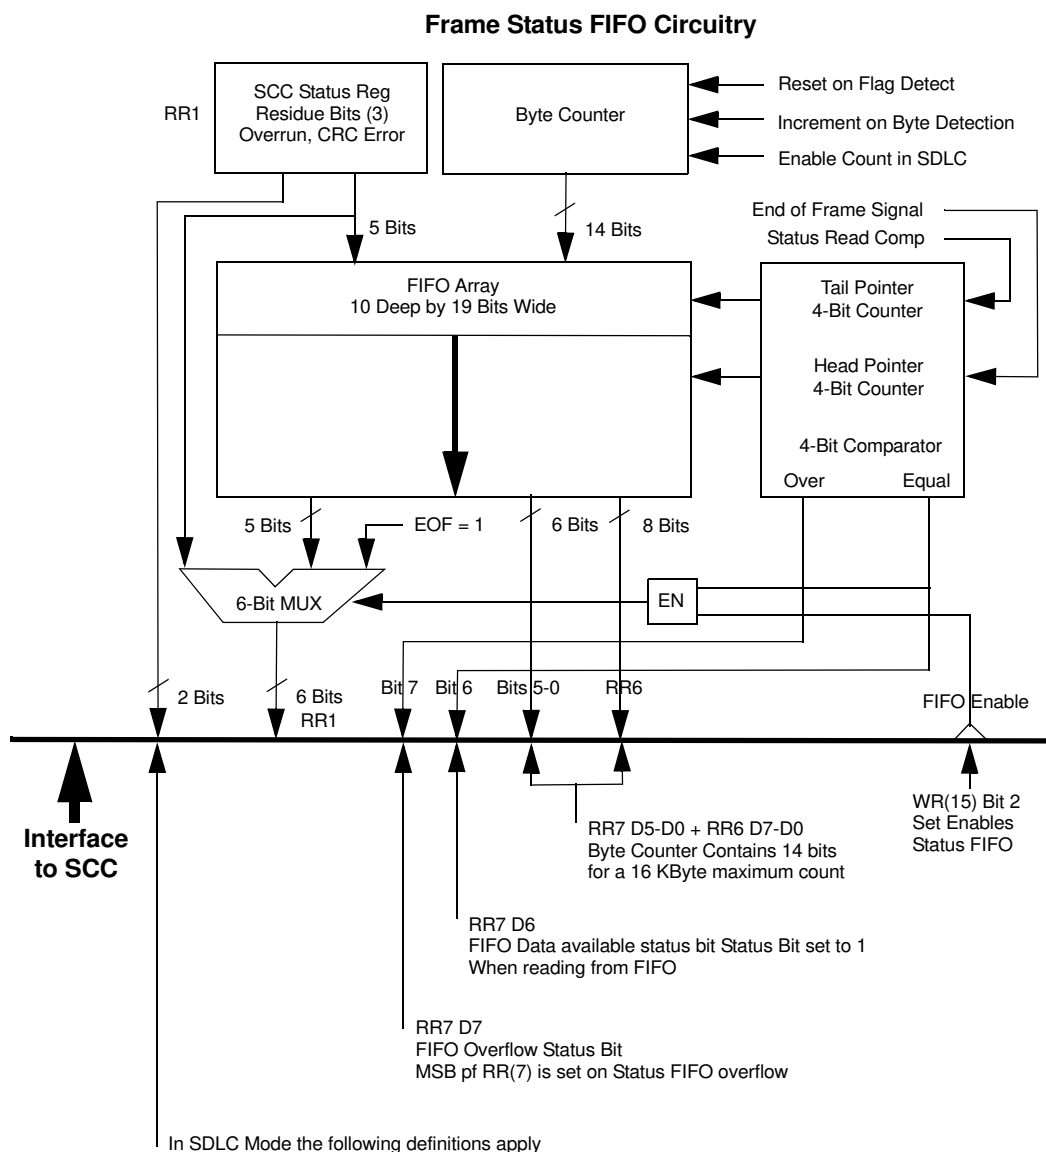 Frame Status FIFO Circuitry
RR1
SCC Status Reg
Residue Bits (3)
Overrun, CRC Error
Byte Counter
Reset on Flag Detect
Increment on Byte Detection
Enable Count in SDLC
5 Bits
14 Bits
End of Frame Signal
Status Read Comp
FIFO Array
10 Deep by 19 Bits Wide
Tail Pointer
4-Bit Counter
Head Pointer
4-Bit Counter
4-Bit Comparator
Over
Equal
5 Bits
EOF = 1
6 Bits
8 Bits
6-Bit MUX
EN
2 Bits
6 Bits
RR1
Bit 7
Bit 6
Bits 5-0
RR6
FIFO Enable
Interface
to SCC
WR(15) Bit 2
Set Enables
Status FIFO
RR7 D5-D0 + RR6 D7-D0
Byte Counter Contains 14 bits
for a 16 KByte maximum count
RR7 D6
FIFO Data available status bit Status Bit set to 1
When reading from FIFO
RR7 D7
FIFO Overflow Status Bit
MSB pf RR(7) is set on Status FIFO overflow
In SDLC Mode the following definitions apply